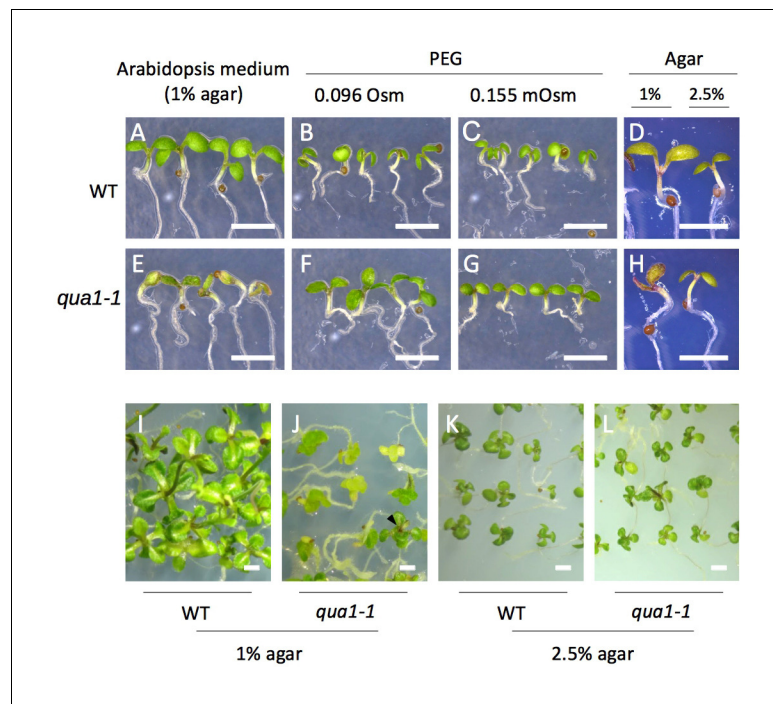 Arabidopsis medium
(1% agar)
PEG
Agar
0.096 Osm
0.155 mOsm
1%
2.5%
A
B
C
D
WT
E
F
G
H
qua1-1
I
J
K
L
WT
qua1-1
WT
qua1-1
1% agar
2.5% agar